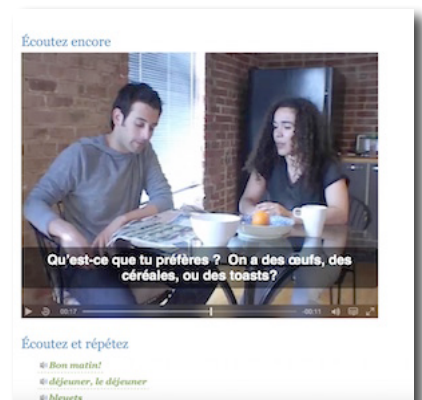 Écoutez encore
Qu'est-ce que tu préfères ? On a des œufs, des
céréales, ou des toasts?
00:17
-00:11
Écoutez et répétez
Bon matin!
déjeuner, le déjeuner
bleuets